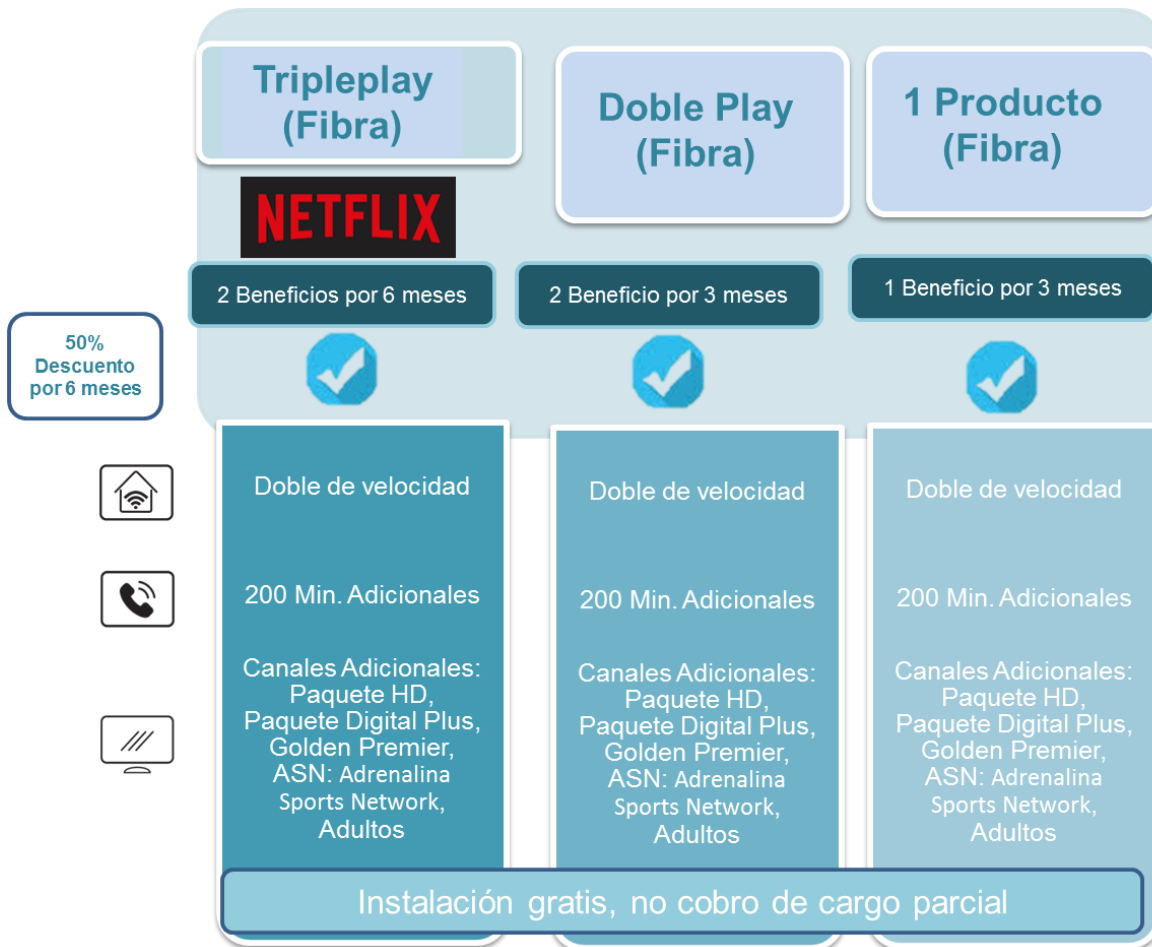 Tripleplay
(Fibra)
Doble Play
(Fibra)
1 Producto
(Fibra)
NETFLIX
2 Beneficios por 6 meses
2 Beneficio por 3 meses
1 Beneficio por 3 meses
50%
Descuento
por 6 meses
Doble de velocidad
Doble de velocidad
Doble de velocidad
200 Min. Adicionales
200 Min. Adicionales
200 Min. Adicionales
Canales Adicionales:
Paquete HD,
Paquete Digital Plus,
Golden Premier,
ASN: Adrenalina
Sports Network,
Adultos
Canales Adicionales:
Paquete HD,
Paquete Digital Plus,
Golden Premier,
ASN: Adrenalina
Sports Network,
Adultos
Canales Adicionales:
Paquete HD,
Paquete Digital Plus,
Golden Premier,
ASN: Adrenalina
Sports Network,
Adultos
Instalación gratis, no cobro de cargo parcial